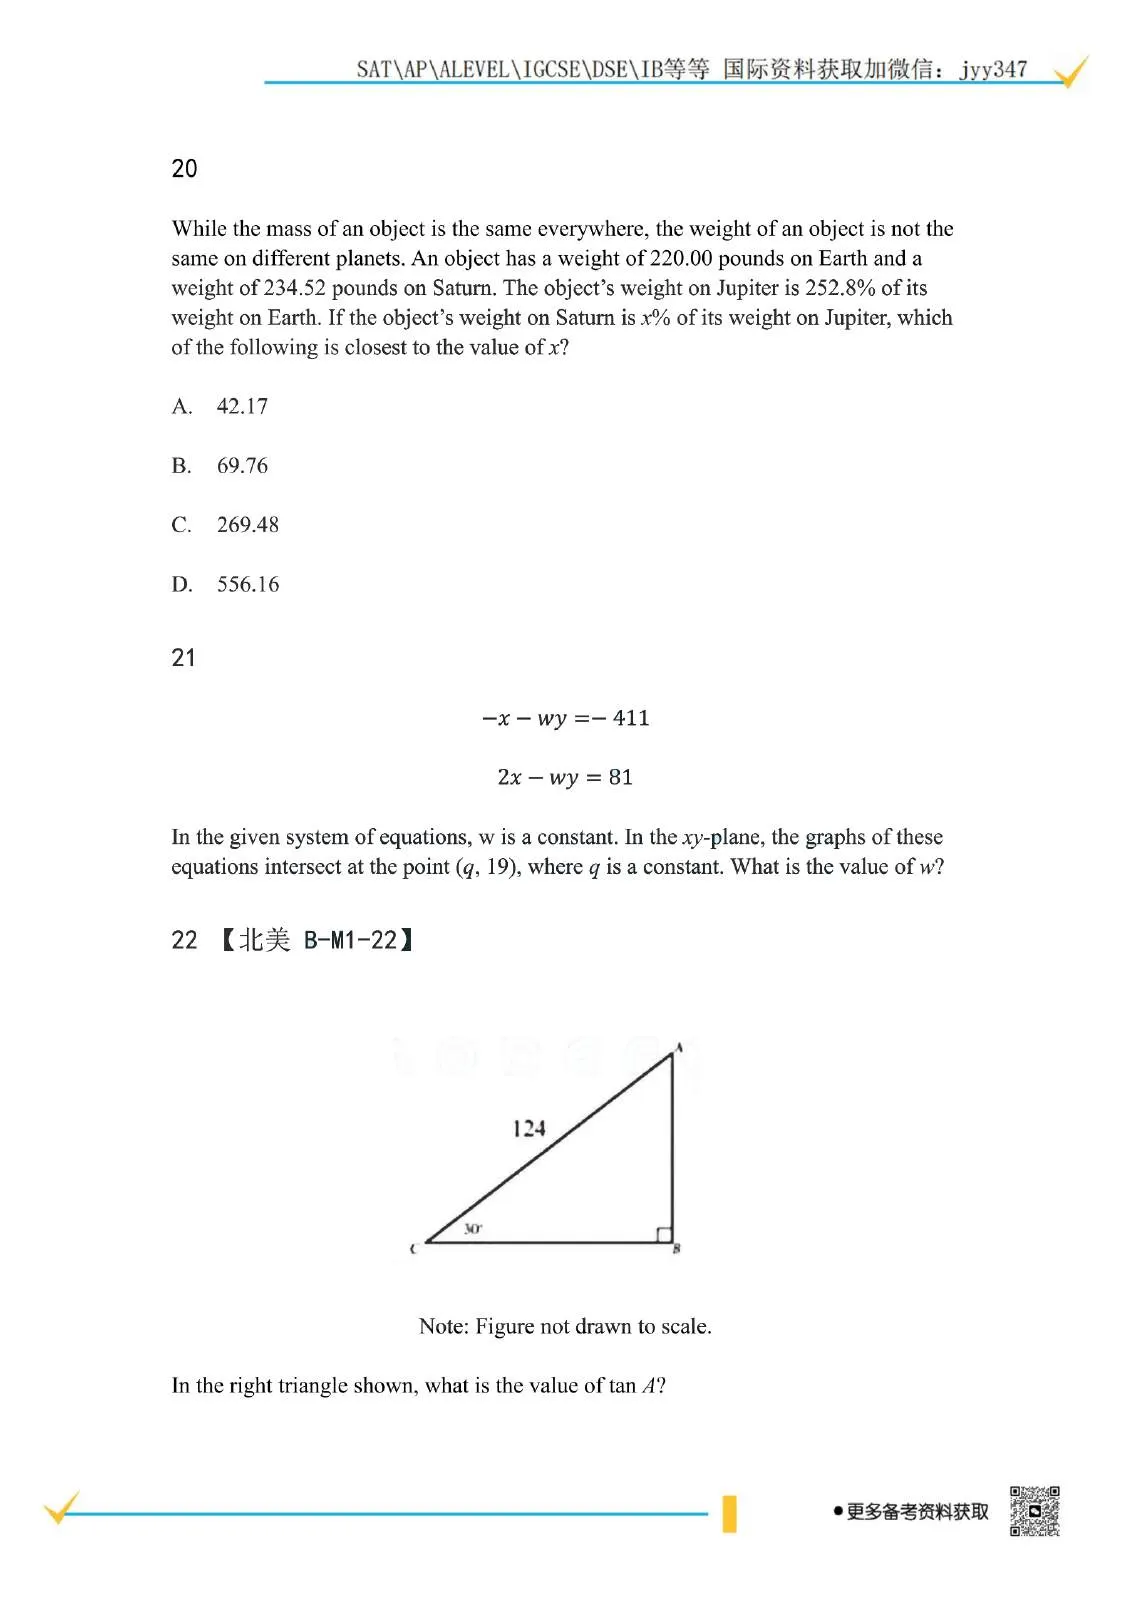 SAT\AP\ALEVEL\IGCSE\DSE\IB等等 国际资料获取加微信：jyy347
20
While the mass of an object is the same everywhere, the weight of an object is not the
same on different planets. An object has a weight of 220.00 pounds on Earth and a
weight of 234.52 pounds on Saturn. The object’s weight on Jupiter is 252.8% of its
weight on Earth. If the object’s weight on Saturn is x% of its weight on Jupiter, which
of the following is closest to the value of x?
A. 42.17
B. 69.76
C. 269.48
D. 556.16
21
−x − wy =− 411
2x − wy = 81
In the given system of equations, w is a constant. In the xy-plane, the graphs of these
equations intersect at the point (q, 19), where q is a constant. What is the value of w?
22 【北美 B-M1-22】
A
124
30°
C
B
Note: Figure not drawn to scale.
In the right triangle shown, what is the value of tan A?
●更多备考资料获取